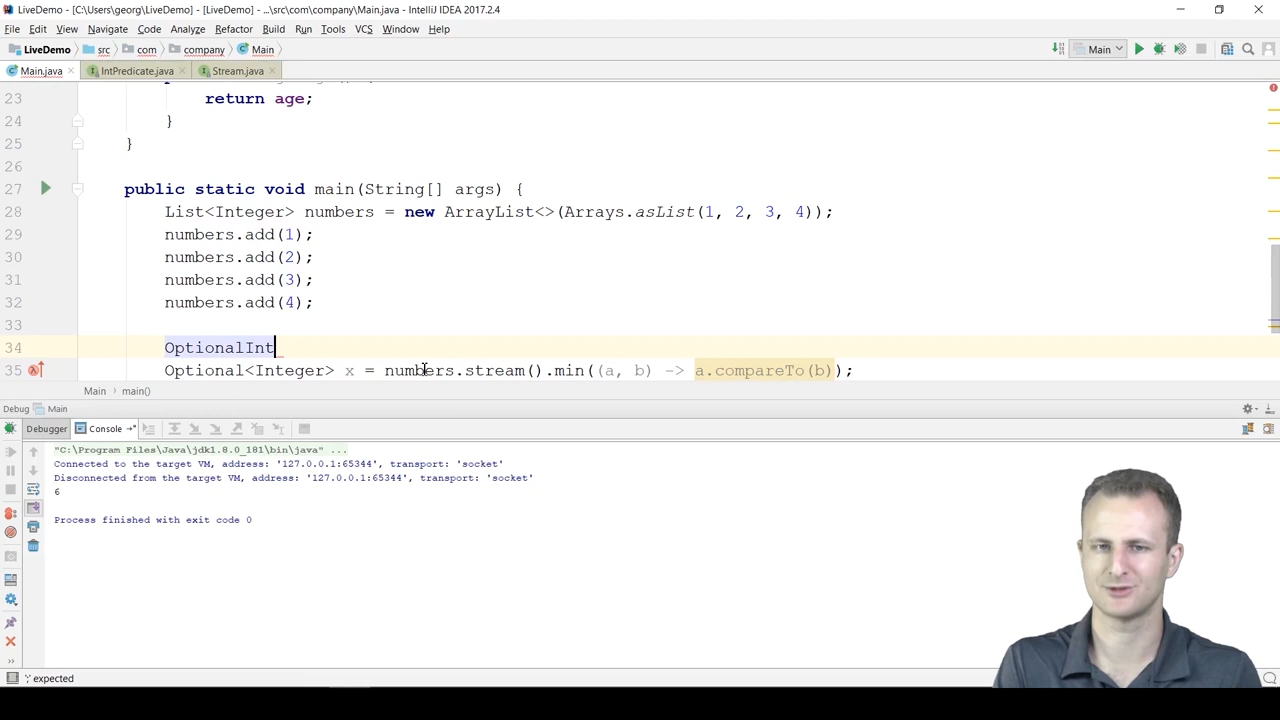 LiveDemo - [C:\Users\georg\LiveDemo] - [LiveDemo] - ...\src\com\company\Main.java - IntelliJ IDEA 2017.2.4
File Edit View Navigate Code Analyze Refactor Build Run Tools VCS Window Help
LiveDemo src com company Main Main
Main.java IntPredicate.java Stream.java
23 return age;
24 }
25 }
26
27 public static void main(String[] args) {
28 List<Integer> numbers = new ArrayList<>(Arrays.asList(1, 2, 3, 4));
29 numbers.add(1);
30 numbers.add(2);
31 numbers.add(3);
32 numbers.add(4);
33
34 OptionalInt
35 Optional<Integer> x = numbers.stream().min((a, b) -> a.compareTo(b));
Main main()
Debug Main
Debugger Console
"C:\Program Files\Java\jdk1.8.0_181\bin\java" ...
Connected to the target VM, address: '127.0.0.1:65344', transport: 'socket'
Disconnected from the target VM, address: '127.0.0.1:65344', transport: 'socket'
6
Process finished with exit code 0
';' expected